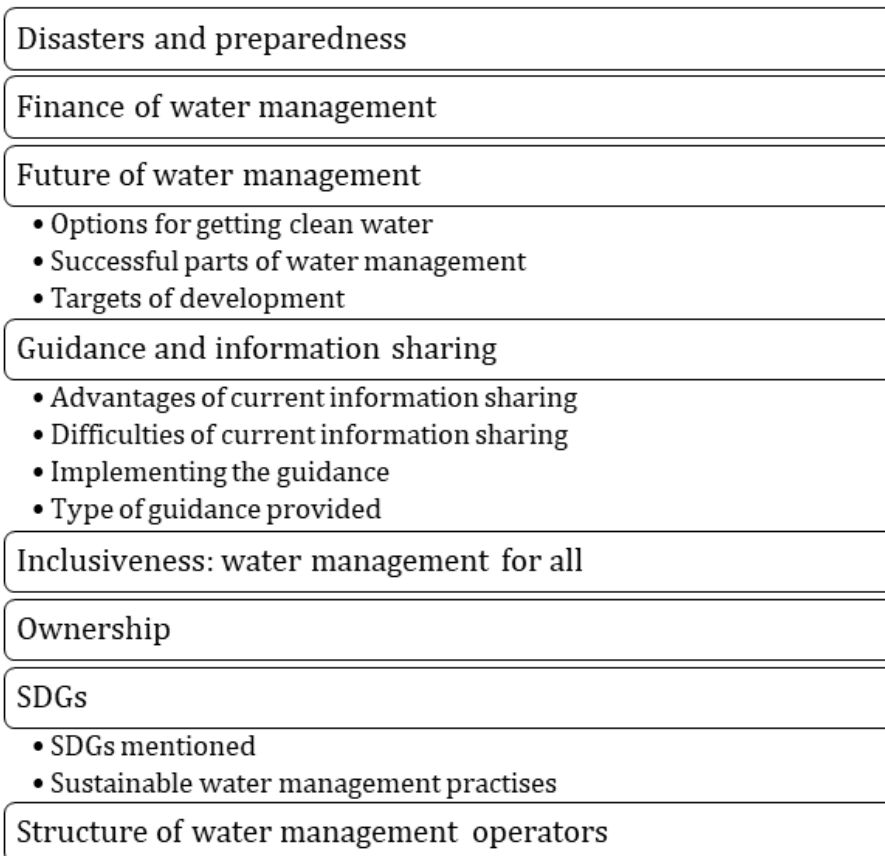 Disasters and preparedness
Finance of water management
Future of water management
• Options for getting clean water
• Successful parts of water management
• Targets of development
Guidance and information sharing
• Advantages of current information sharing
• Difficulties of current information sharing
• Implementing the guidance
• Type of guidance provided
Inclusiveness: water management for all
Ownership
SDGs
• SDGs mentioned
• Sustainable water management practises
Structure of water management operators